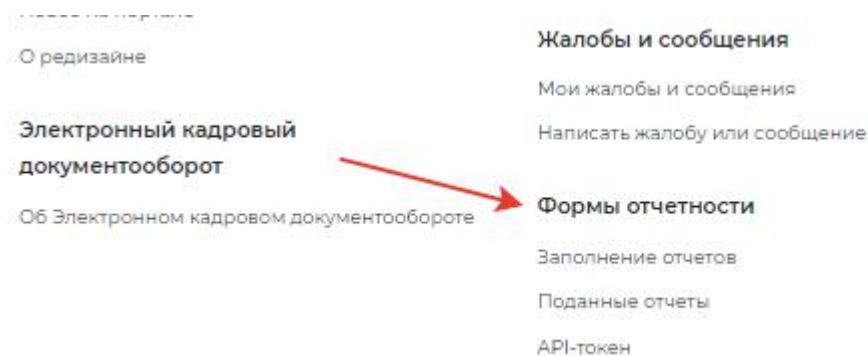 О редизайне
Электронный кадровый
документооборот
Об Электронном кадровом документообороте
Жалобы и сообщения
Мои жалобы и сообщения
Написать жалобу или сообщение
Формы отчетности
Заполнение отчетов
Поданные отчеты
API-токен